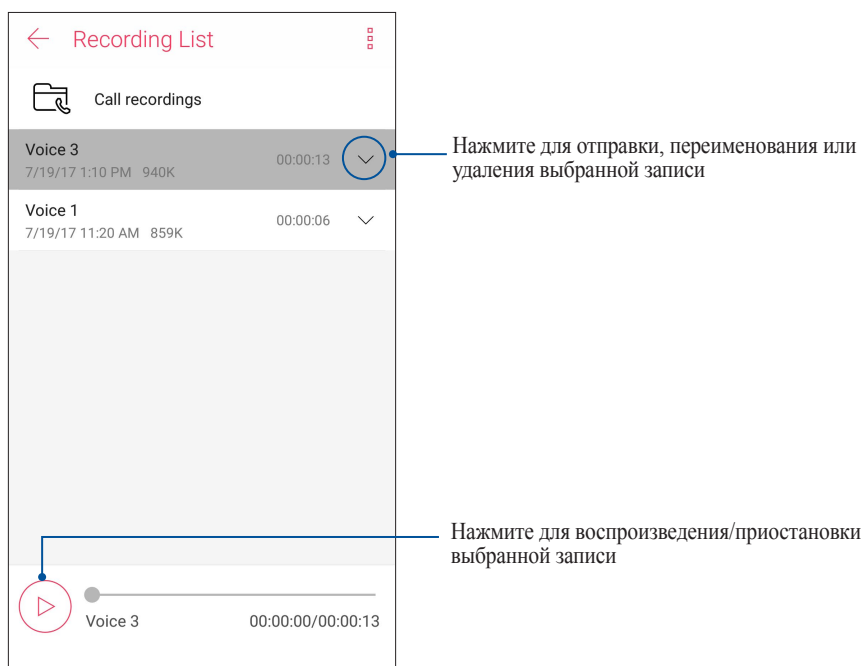 Recording List
Call recordings
Voice 3
7/19/17 1:10 PM 940K
00:00:13
Нажмите для отправки, переименования или
удаления выбранной записи
Voice 1
7/19/17 11:20 AM 859K
00:00:06
Нажмите для воспроизведения/приостановки
выбранной записи
Voice 3
00:00:00/00:00:13